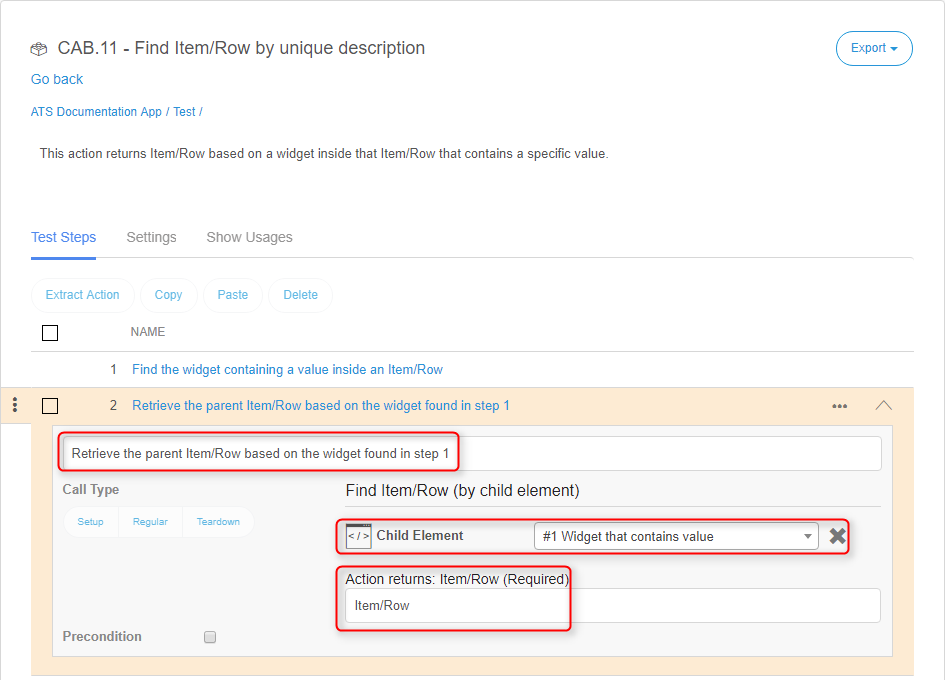 CAB.11 - Find Item/Row by unique description
Export
Go back
ATS Documentation App / Test /
This action returns Item/Row based on a widget inside that Item/Row that contains a specific value.
Test Steps Settings Show Usages
Extract Action Copy Paste Delete
NAME
1 Find the widget containing a value inside an Item/Row
2 Retrieve the parent Item/Row based on the widget found in step 1
Retrieve the parent Item/Row based on the widget found in step 1
Call Type
Find Item/Row (by child element)
Setup Regular Teardown
</> Child Element #1 Widget that contains value
Action returns: Item/Row (Required)
Item/Row
Precondition